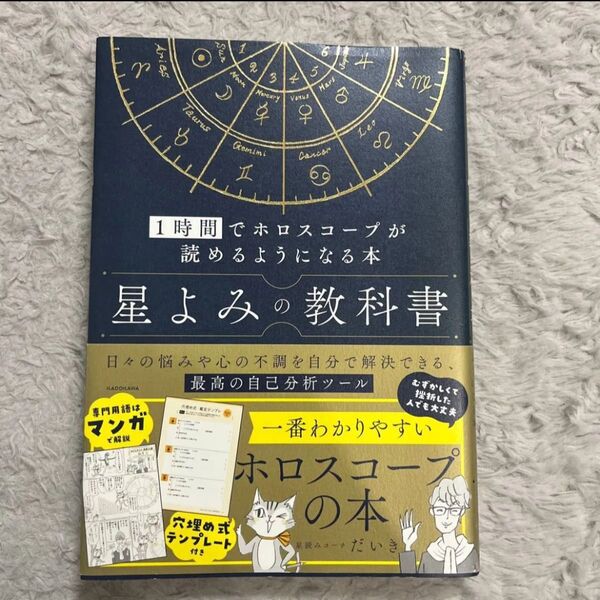 Aries
Taurus
Gemini
Cancer
Leo
Sun
Moon
Mercury
Venus
Mars
1
2
3
4
5
6
1時間でホロスコープが
読めるようになる本
星よみの教科書
日々の悩みや心の不調を自分で解決できる、
最高の自己分析ツール
KADOKAWA
むずかしくて
挫折した
人でも大丈夫
専門用語は
マンガ
で解説
一番わかりやすい
ホロスコープ
の本
穴埋め式
テンプレート
付き
星読みコーチ だいき